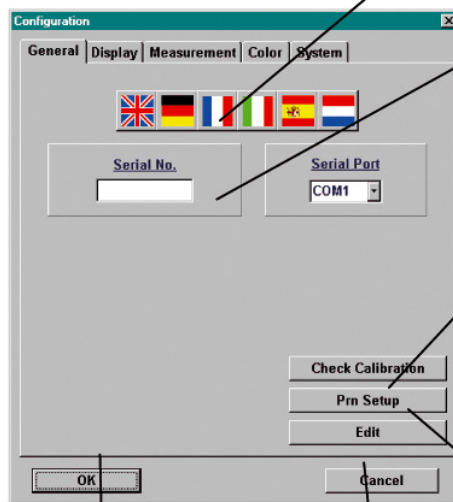 Configuration
General Display Measurement Color System
Serial No.
Serial Port
COM1
Check Calibration
Prn Setup
Edit
OK Cancel